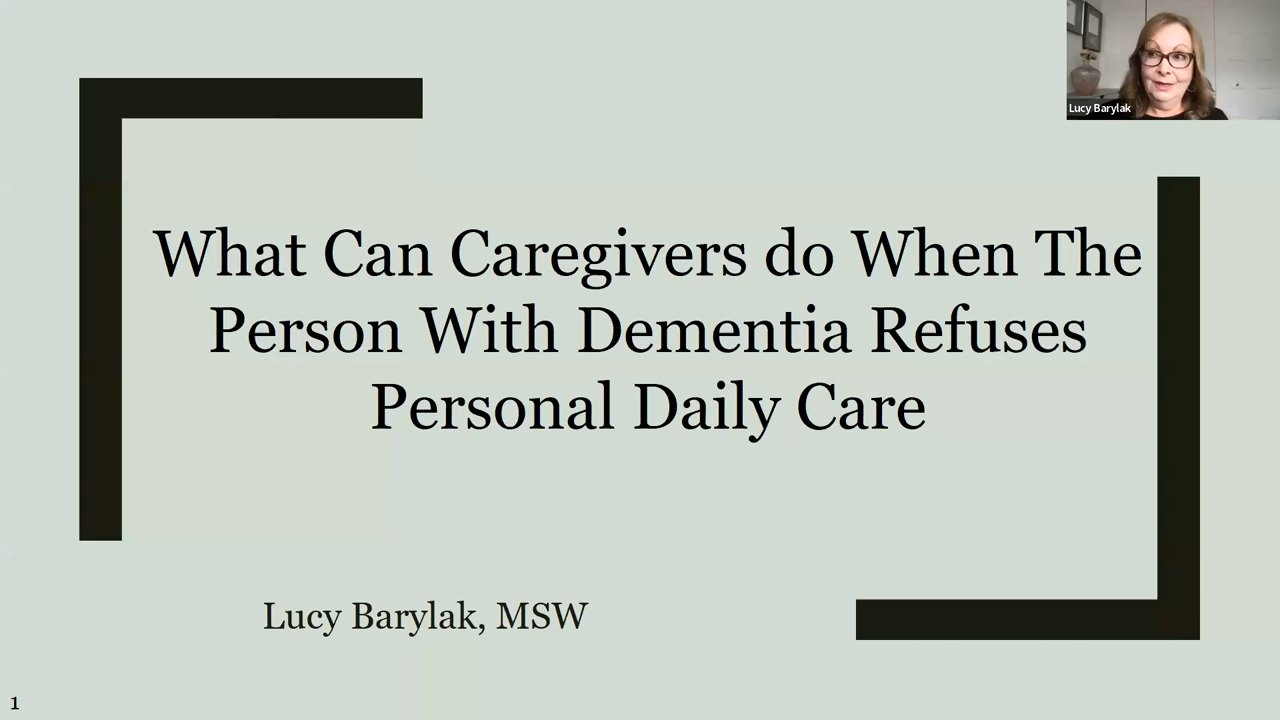 Lucy Barylak
What Can Caregivers do When The
Person With Dementia Refuses
Personal Daily Care
Lucy Barylak, MSW
1